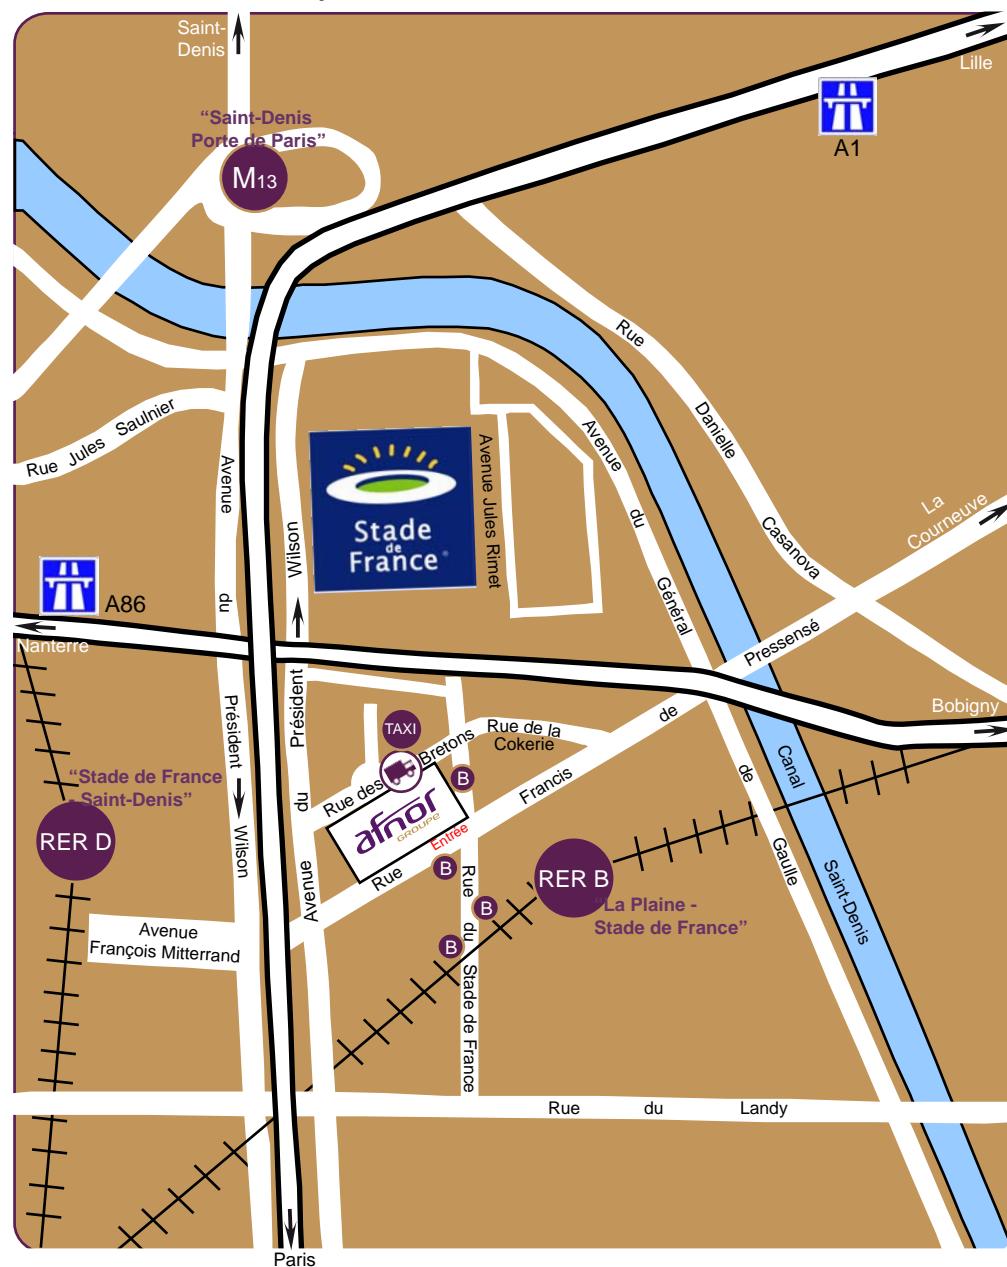 Saint-
Denis
Lille
“Saint-Denis
Porte de Paris”
M13
A1
Rue
Danielle
Casanova
Rue Jules Saulnier
Avenue
du
Président
Wilson
Stade
de
France
Avenue Jules Rimet
Avenue
du
Général
de
Gaulle
La
Courneuve
A86
Nanterre
Wilson
Président
du
Avenue
Pressensé
de
Francis
Rue
Bobigny
TAXI
Rue de la
Cokerie
Rue des Bretons
B
“Stade de France
- Saint-Denis”
RER D
afnor
GROUPE
Entrée
B
RER B
“La Plaine -
Stade de France”
B
B
Rue du Stade de France
Canal
Saint-Denis
Avenue
François Mitterrand
Rue du Landy
Paris